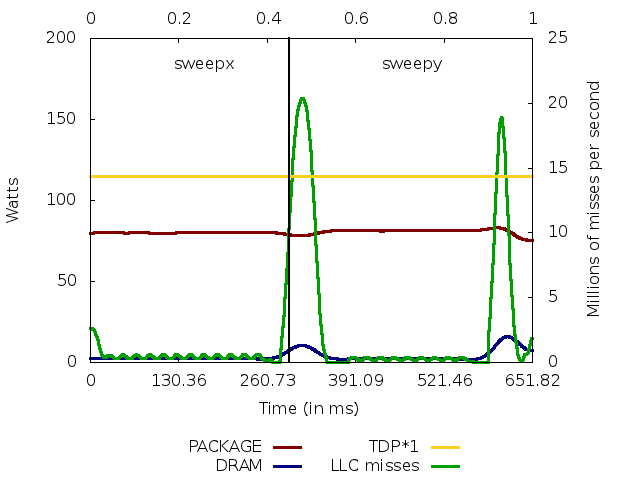 0 0.2 0.4 0.6 0.8 1
200 25
sweepx sweepy
20
150
15
100
10
50
5
0 0
Watts
Millions of misses per second
0 130.36 260.73 391.09 521.46 651.82
Time (in ms)
PACKAGE TDP*1
DRAM LLC misses